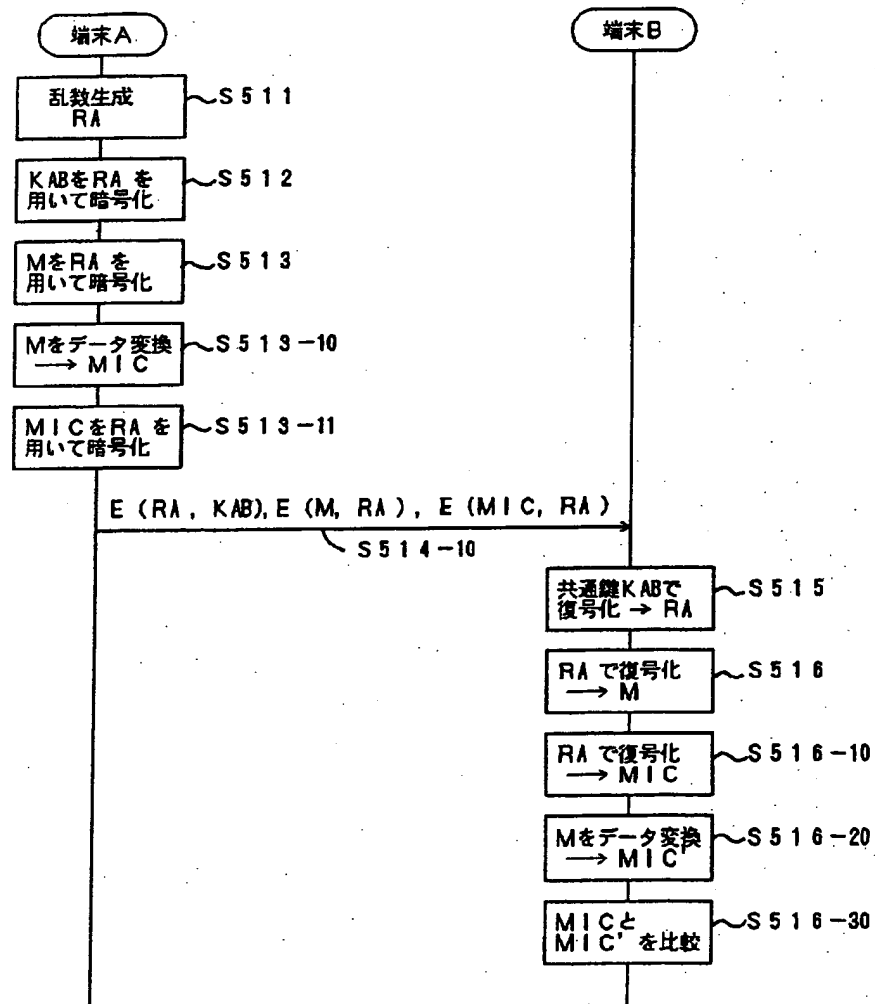 端末A
端末B
乱数生成
RA
S511
KABをRA を
用いて暗号化
S512
MをRA を
用いて暗号化
S513
Mをデータ変換
→ MIC
S513-10
MICをRA を
用いて暗号化
S513-11
E (RA, KAB), E (M, RA), E (MIC, RA)
S514-10
共通鍵KABで
復号化 → RA
S515
RA で復号化
→ M
S516
RA で復号化
→ MIC
S516-10
Mをデータ変換
→ MIC'
S516-20
MICと
MIC' を比較
S516-30